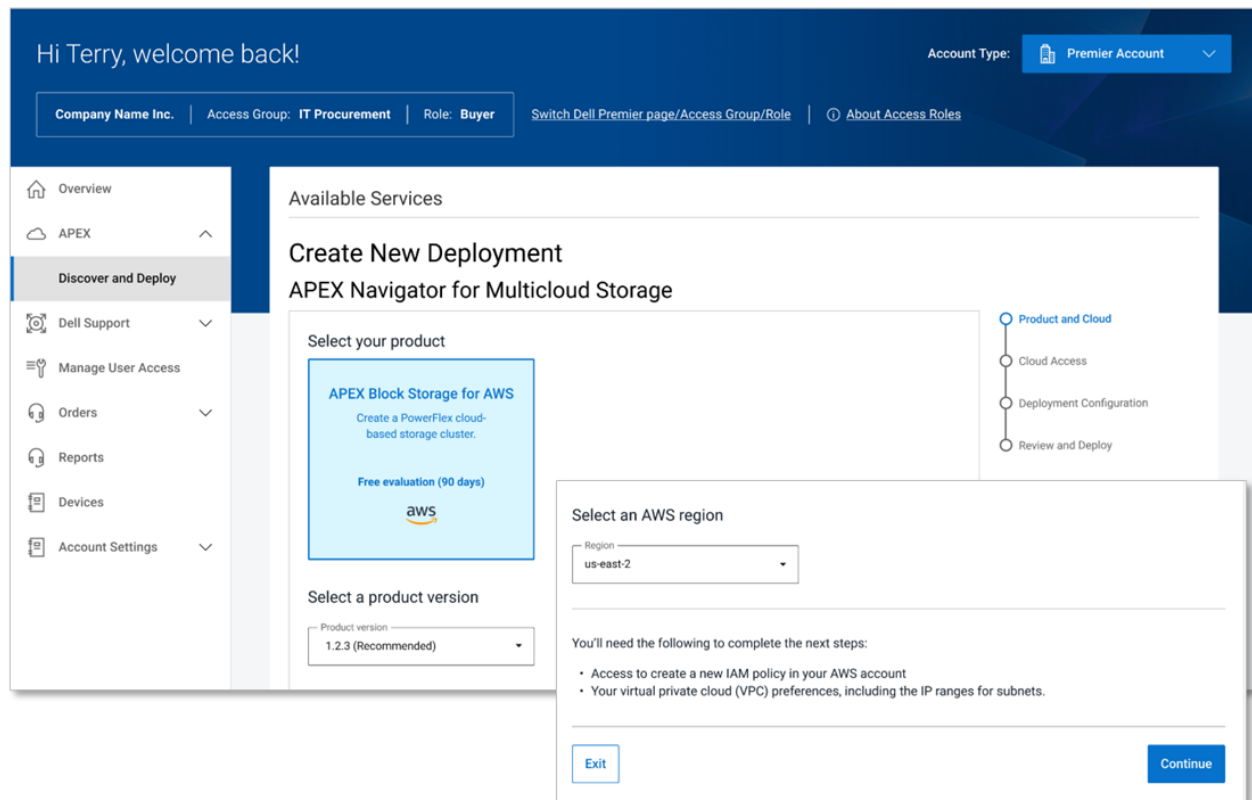 Hi Terry, welcome back!
Account Type: Premier Account
Company Name Inc. Access Group: IT Procurement Role: Buyer Switch Dell Premier page/Access Group/Role About Access Roles
Overview
APEX
Discover and Deploy
Dell Support
Manage User Access
Orders
Reports
Devices
Account Settings
Available Services
Create New Deployment
APEX Navigator for Multicloud Storage
Select your product
APEX Block Storage for AWS
Create a PowerFlex cloud-
based storage cluster.
Free evaluation (90 days)
aws
Select a product version
Product version
1.2.3 (Recommended)
Product and Cloud
Cloud Access
Deployment Configuration
Review and Deploy
Select an AWS region
Region
us-east-2
You'll need the following to complete the next steps:
• Access to create a new IAM policy in your AWS account
• Your virtual private cloud (VPC) preferences, including the IP ranges for subnets.
Exit
Continue